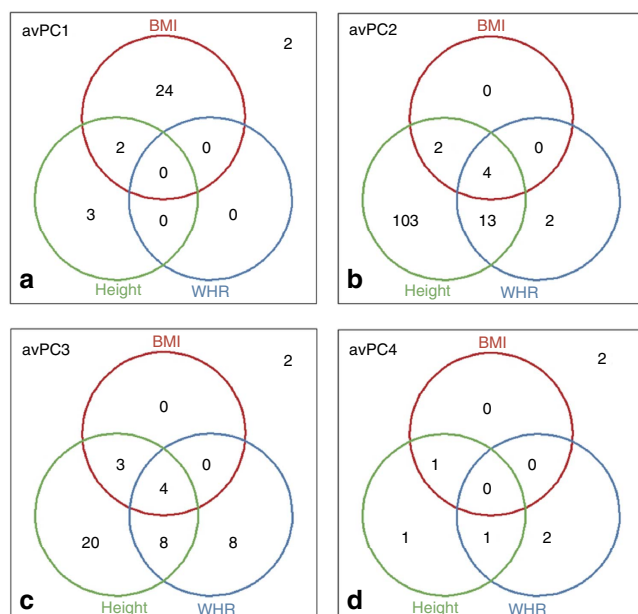 avPC1 BMI 2
24
2 0
0
3 0 0
a Height WHR
avPC2 BMI
0
2 0
4
103 13 2
b Height WHR
avPC3 BMI 2
0
3 0
4
20 8 8
c Height WHR
avPC4 BMI 2
0
1 0
0
1 1 2
d Height WHR